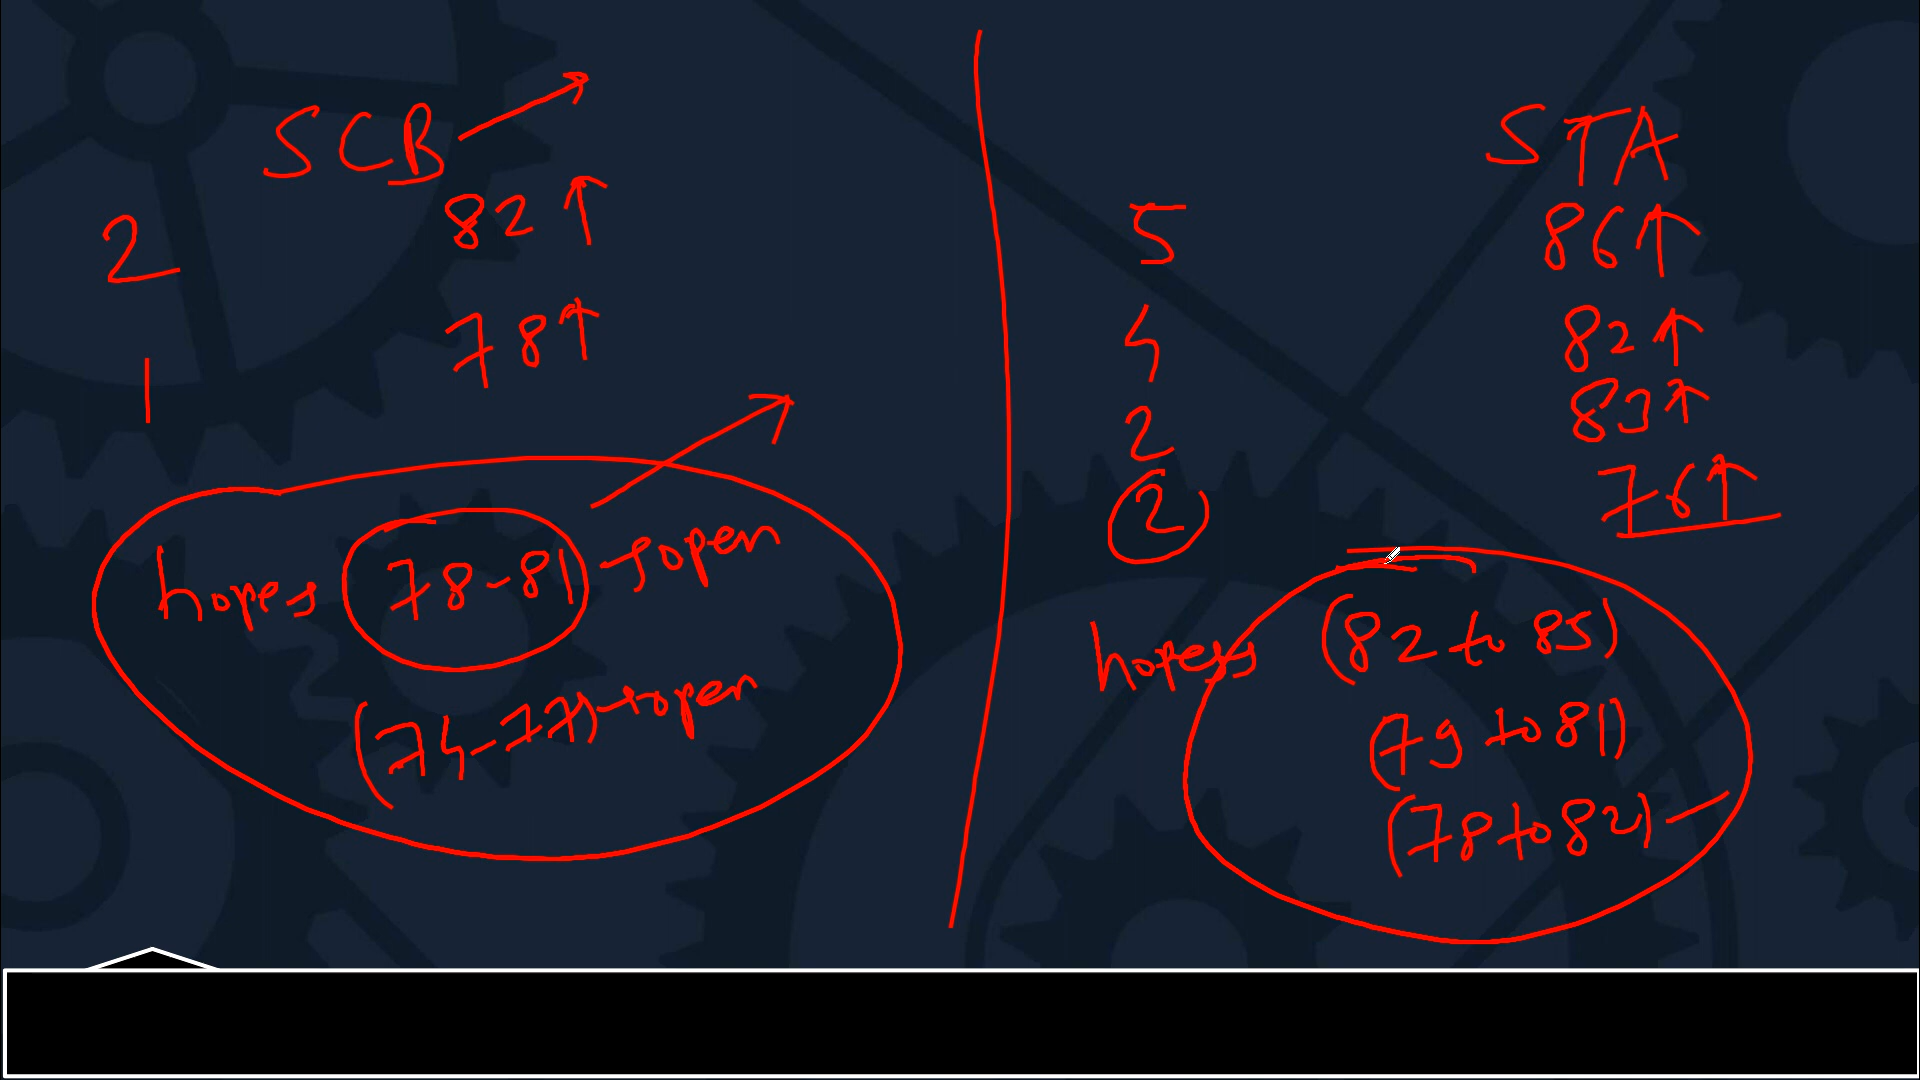 SCB
2 82↑
1 78↑
hopes 78-81 → open
(74-77) → open
STA
5 86↑
4 82↑
2 83↑
2 76↑
hopes (82 to 85)
(79 to 81)
(78 to 82) -